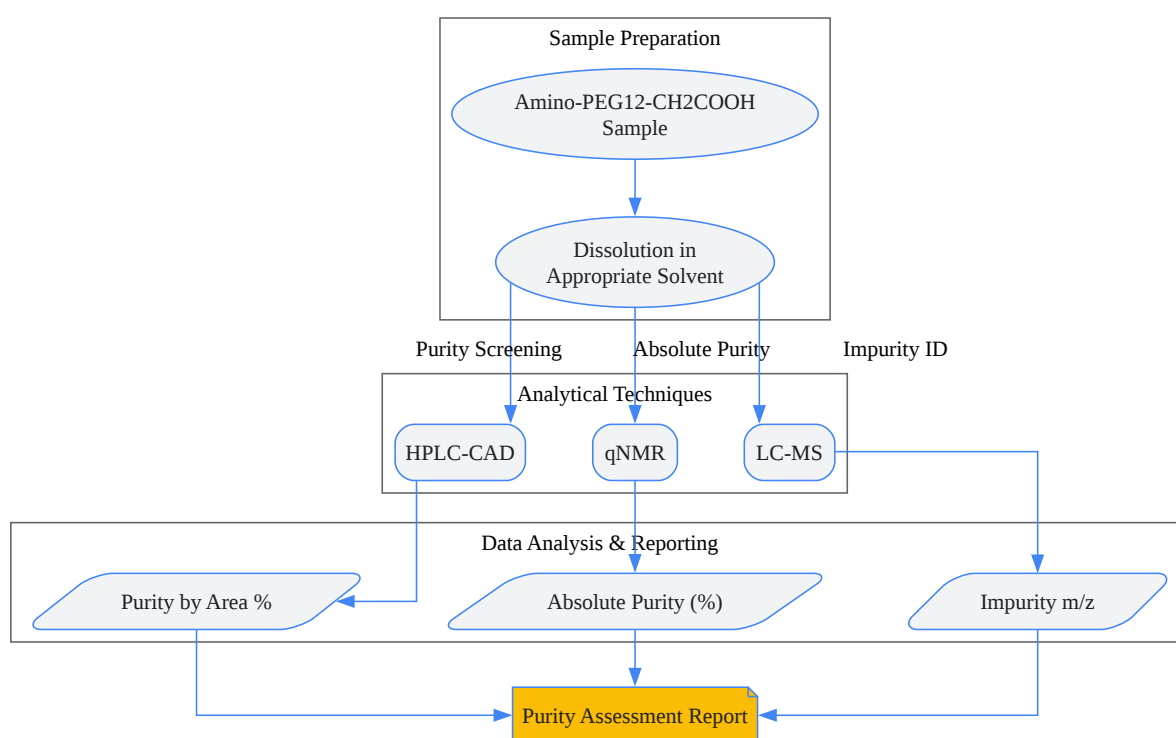 Sample Preparation
Amino-PEG12-CH2COOH
Sample
Dissolution in
Appropriate Solvent
Purity Screening
Absolute Purity
Impurity ID
Analytical Techniques
HPLC-CAD
qNMR
LC-MS
Data Analysis & Reporting
Purity by Area %
Absolute Purity (%)
Impurity m/z
Purity Assessment Report